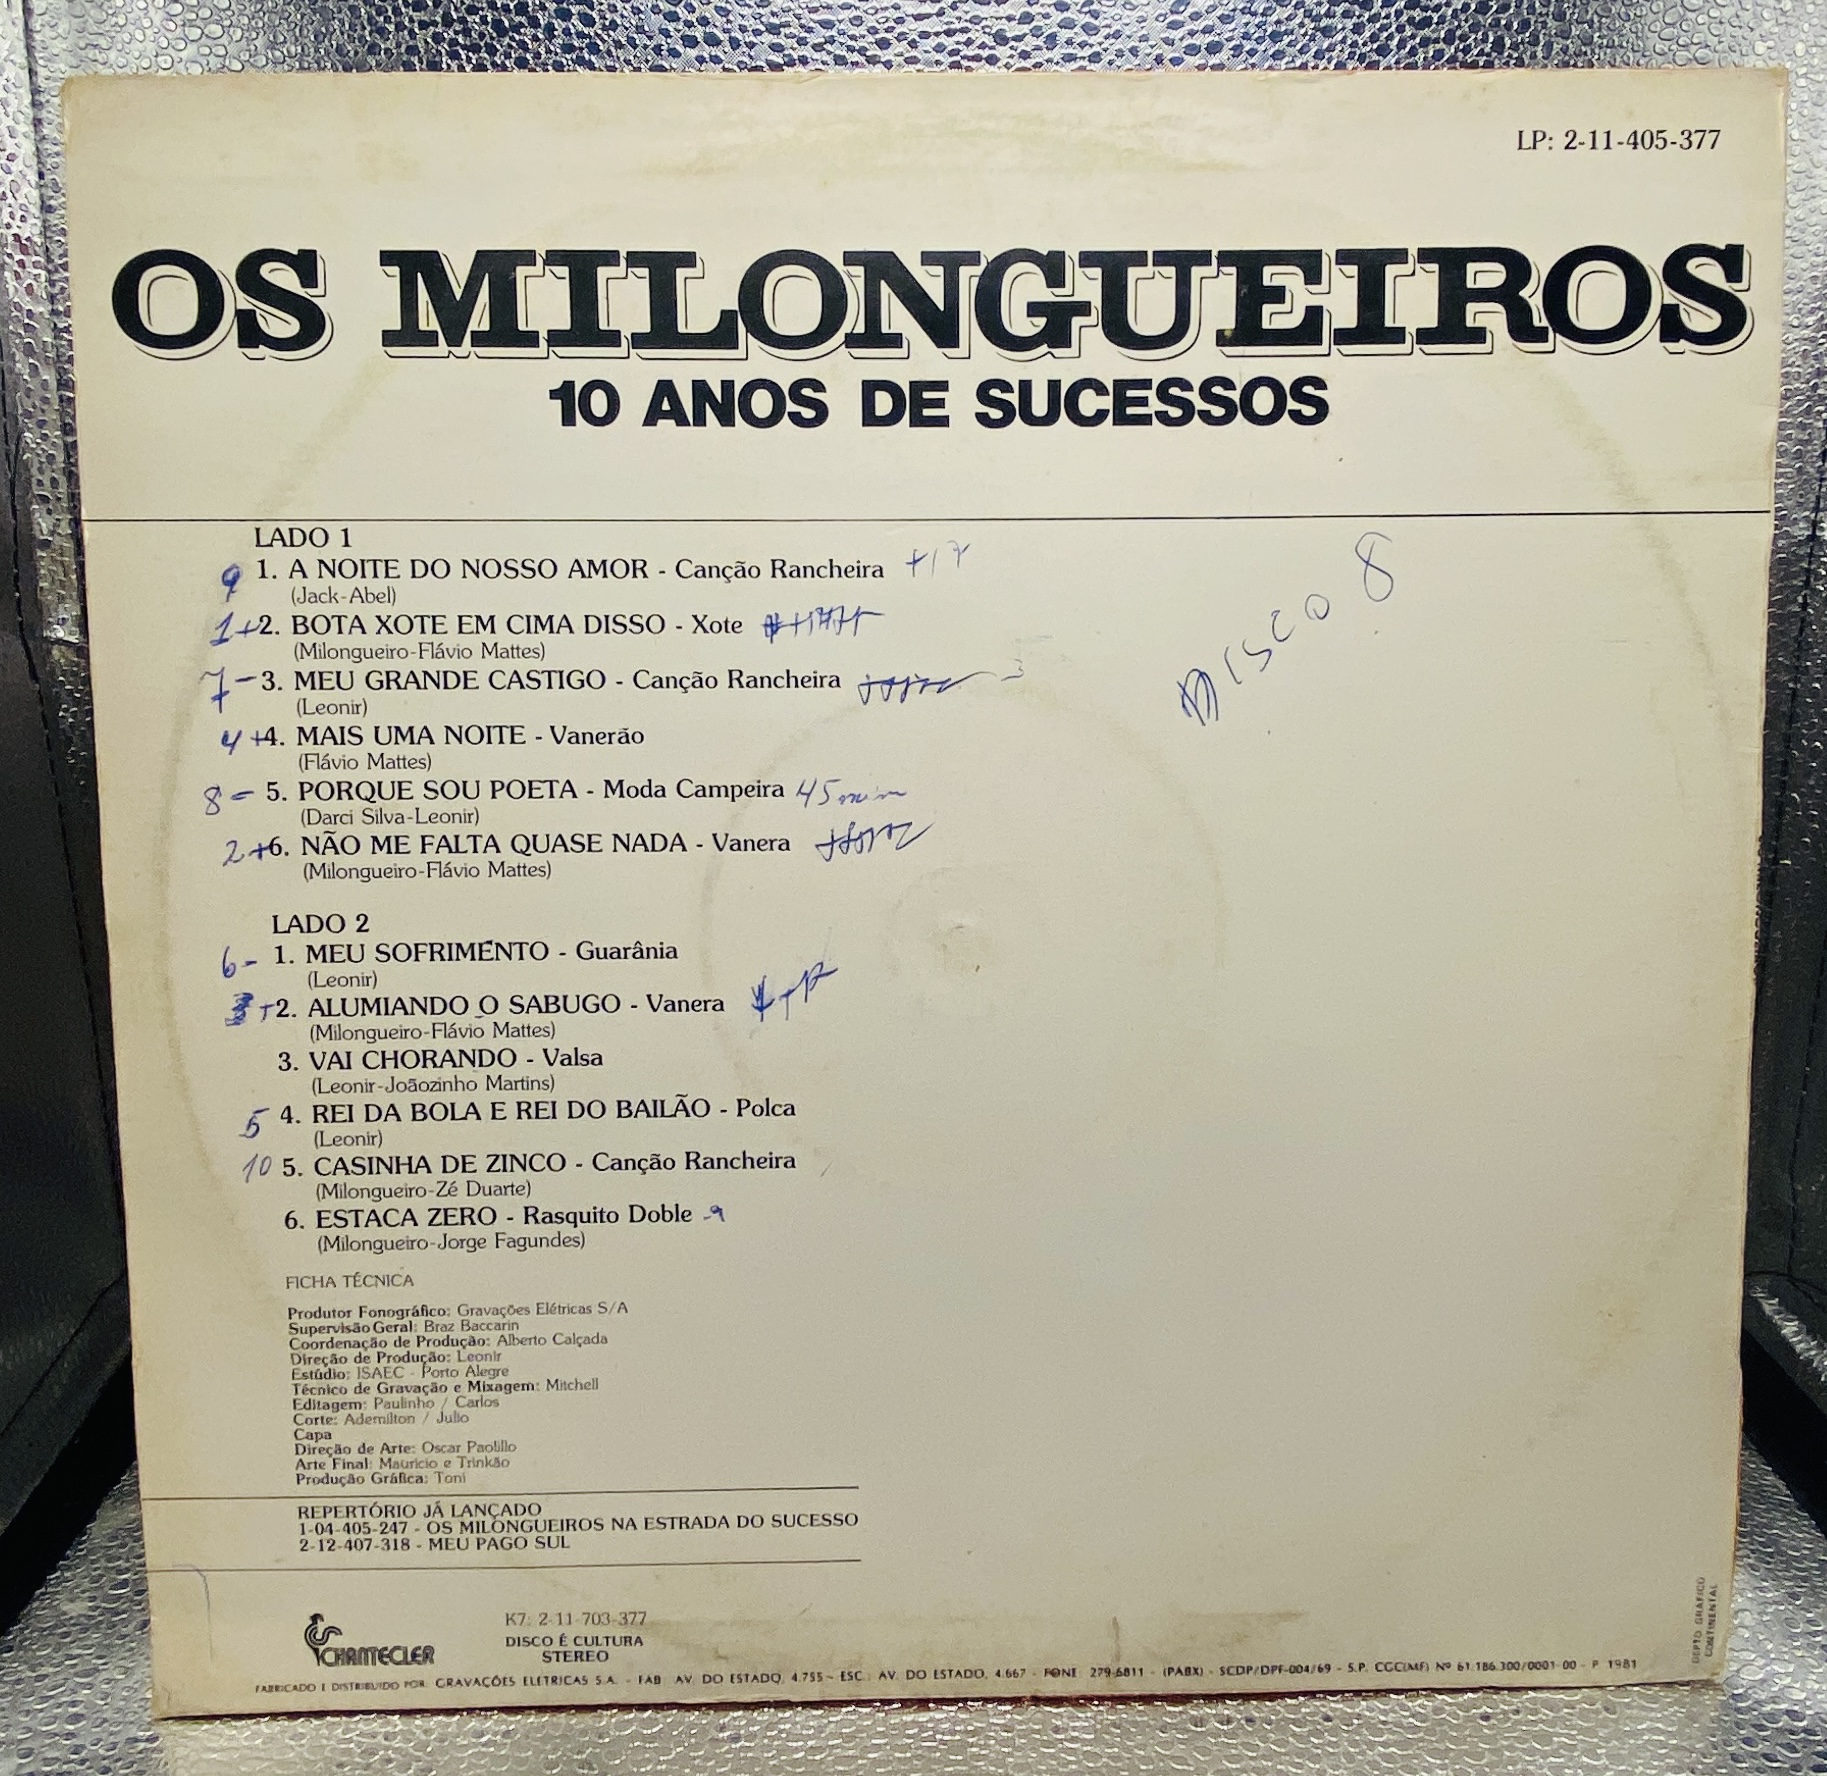 LP: 2-11-405-377
OS MILONGUEIROS
10 ANOS DE SUCESSOS
LADO 1
9 1. A NOITE DO NOSSO AMOR - Canção Rancheira +17
(Jack-Abel)
1+2. BOTA XOTE EM CIMA DISSO - Xote
(Milongueiro-Flávio Mattes)
7-3. MEU GRANDE CASTIGO - Canção Rancheira
(Leonir)
4+4. MAIS UMA NOITE - Vanerão
(Flávio Mattes)
8= 5. PORQUE SOU POETA - Moda Campeira 45 min
(Darci Silva-Leonir)
2+6. NÃO ME FALTA QUASE NADA - Vanera
(Milongueiro-Flávio Mattes)
DISCO 8
LADO 2
6- 1. MEU SOFRIMENTO - Guarânia
(Leonir)
3+2. ALUMIANDO O SABUGO - Vanera
(Milongueiro-Flávio Mattes)
3. VAI CHORANDO - Valsa
(Leonir-Joãozinho Martins)
5 4. REI DA BOLA E REI DO BAILÃO - Polca
(Leonir)
10 5. CASINHA DE ZINCO - Canção Rancheira
(Milongueiro-Zé Duarte)
6. ESTACA ZERO - Rasquito Doble -9
(Milongueiro-Jorge Fagundes)
FICHA TÉCNICA
Produtor Fonográfico: Gravações Elétricas S/A
Supervisão Geral: Braz Baccarin
Coordenação de Produção: Alberto Calçada
Direção de Produção: Leonir
Estúdio: ISAEC - Porto Alegre
Técnico de Gravação e Mixagem: Mitchell
Editagem: Paulinho / Carlos
Corte: Ademilton / Julio
Capa
Direção de Arte: Oscar Paolillo
Arte Final: Mauricio e Trinkão
Produção Gráfica: Toni
REPERTÓRIO JÁ LANÇADO
1-04-405-247 - OS MILONGUEIROS NA ESTRADA DO SUCESSO
2-12-407-318 - MEU PAGO SUL
CHANTECLER
K7: 2-11-703-377
DISCO É CULTURA
STEREO
DEPTO. GRÁFICO
CONTINENTAL
FABRICADO E DISTRIBUIDO POR GRAVAÇÕES ELETRICAS S.A. - FAB AV. DO ESTADO, 4.755 - ESC. AV. DO ESTADO, 4.667 - FONE 279-6811 - (PABX) - SCDP/DPF-004/69 - S.P. CGC(MF) Nº 61.186.300/0001-00 - P 1981